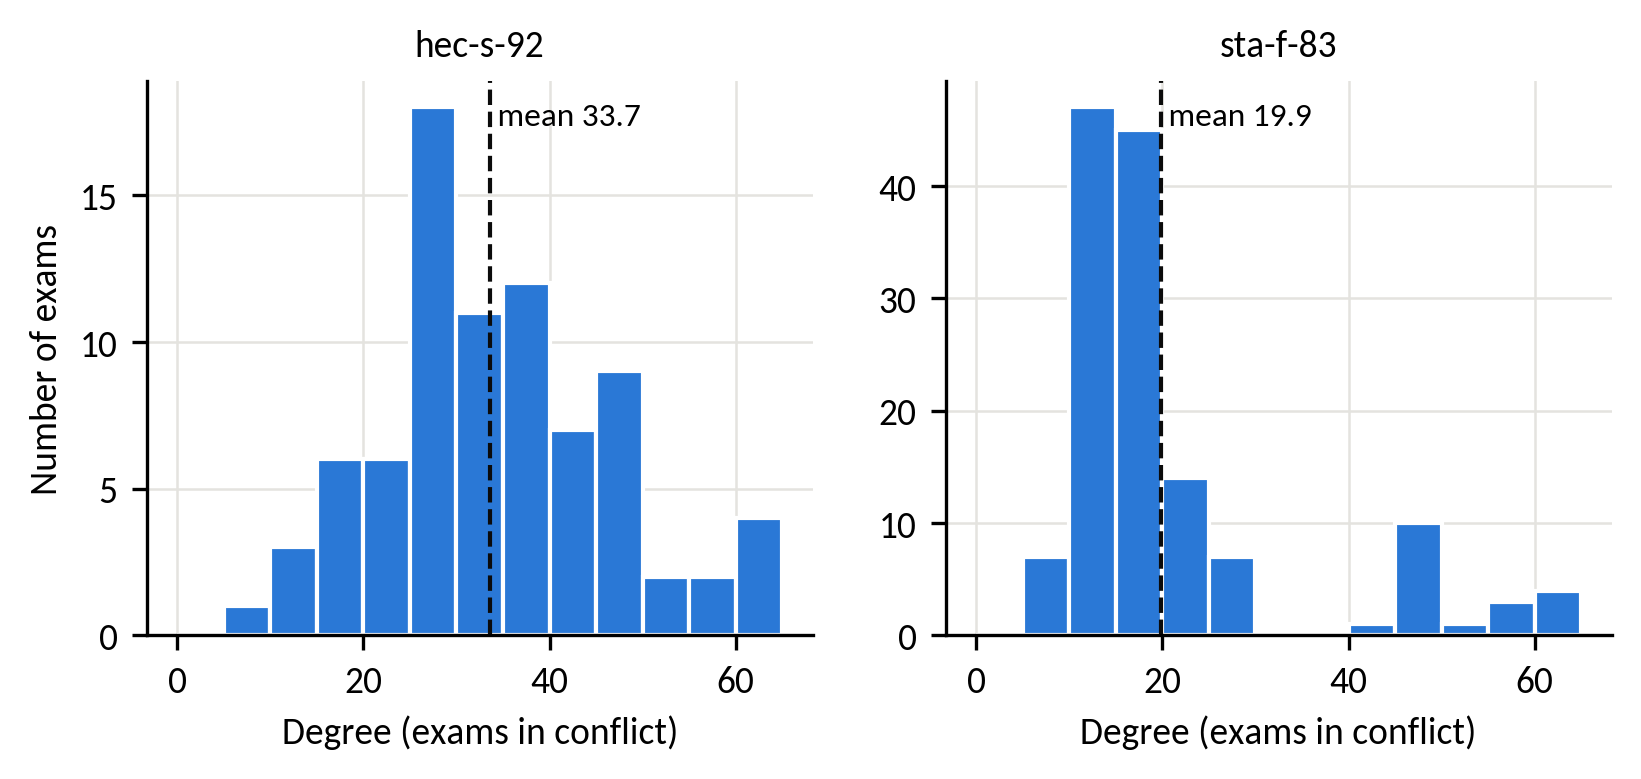 hec-s-92
mean 33.7
Number of exams
15
10
5
0
0 20 40 60
Degree (exams in conflict)
sta-f-83
mean 19.9
40
30
20
10
0
0 20 40 60
Degree (exams in conflict)